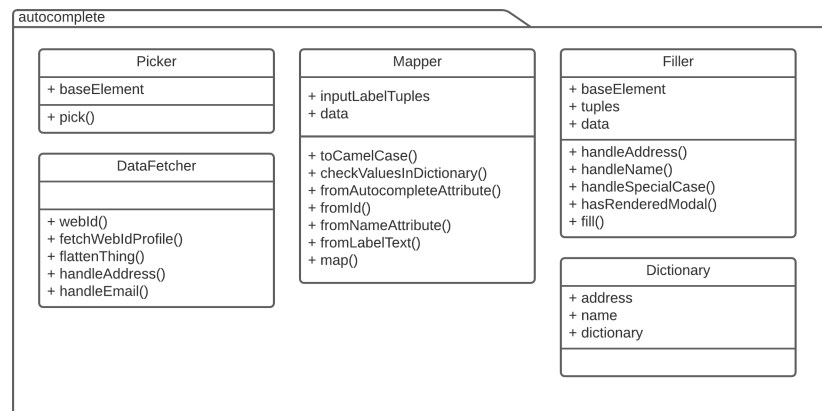 autocomplete
Picker
+ baseElement
+ pick()
DataFetcher
+ webId()
+ fetchWebIdProfile()
+ flattenThing()
+ handleAddress()
+ handleEmail()
Mapper
+ inputLabelTuples
+ data
+ toCamelCase()
+ checkValuesInDictionary()
+ fromAutocompleteAttribute()
+ fromId()
+ fromNameAttribute()
+ fromLabelText()
+ map()
Filler
+ baseElement
+ tuples
+ data
+ handleAddress()
+ handleName()
+ handleSpecialCase()
+ hasRenderedModal()
+ fill()
Dictionary
+ address
+ name
+ dictionary